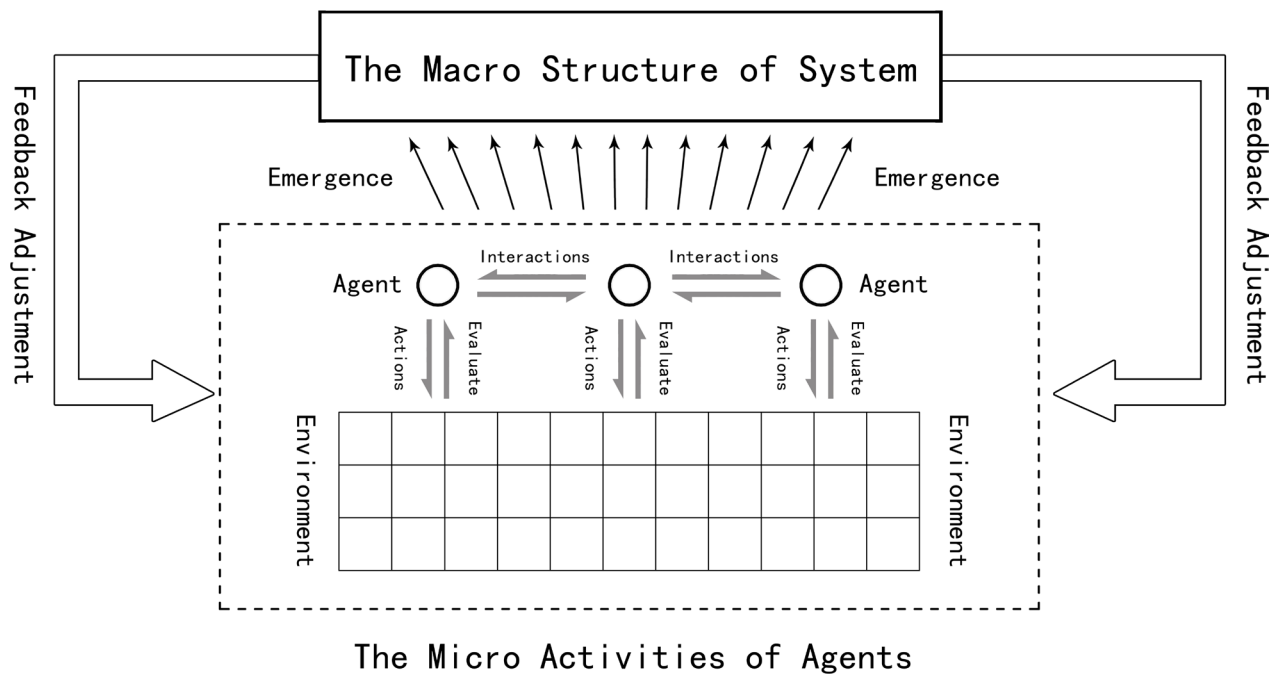 The Macro Structure of System
Feedback Adjustment
Feedback Adjustment
Emergence
Emergence
Interactions
Interactions
Agent
Agent
Actions
Evaluate
Actions
Evaluate
Actions
Evaluate
Environment
Environment
The Micro Activities of Agents